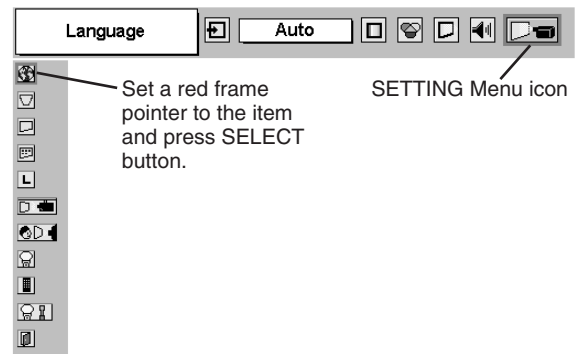 Language
Auto
Set a red frame
pointer to the item
and press SELECT
button.
SETTING Menu icon
L